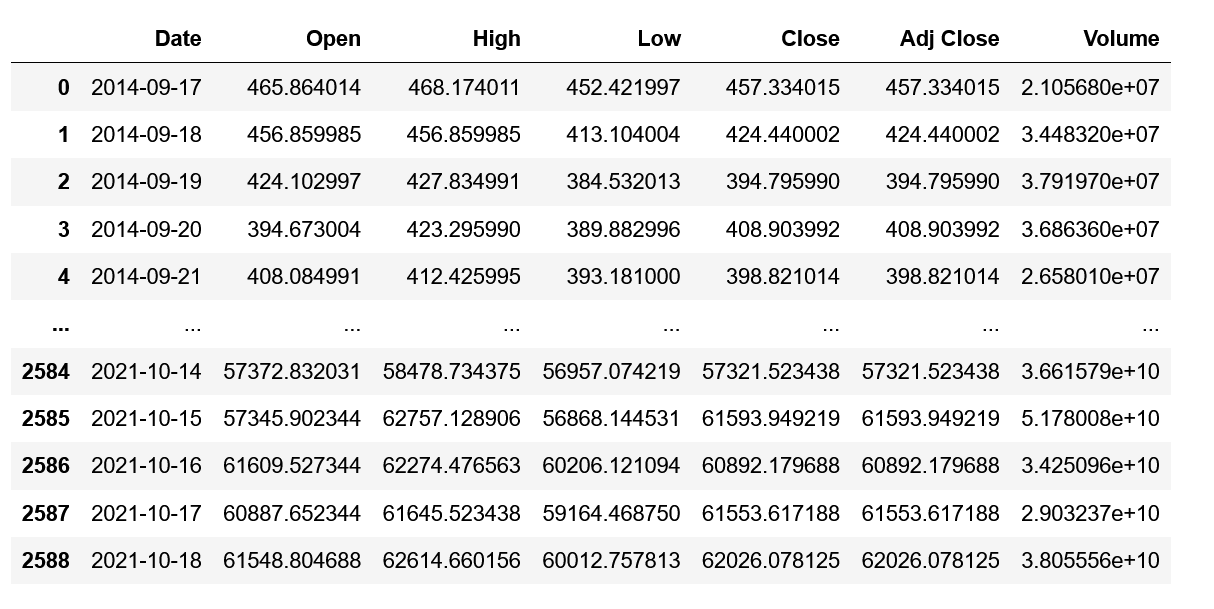 Date Open High Low Close Adj Close Volume
0 2014-09-17 465.864014 468.174011 452.421997 457.334015 457.334015 2.105680e+07
1 2014-09-18 456.859985 456.859985 413.104004 424.440002 424.440002 3.448320e+07
2 2014-09-19 424.102997 427.834991 384.532013 394.795990 394.795990 3.791970e+07
3 2014-09-20 394.673004 423.295990 389.882996 408.903992 408.903992 3.686360e+07
4 2014-09-21 408.084991 412.425995 393.181000 398.821014 398.821014 2.658010e+07
... ... ... ... ... ... ... ...
2584 2021-10-14 57372.832031 58478.734375 56957.074219 57321.523438 57321.523438 3.661579e+10
2585 2021-10-15 57345.902344 62757.128906 56868.144531 61593.949219 61593.949219 5.178008e+10
2586 2021-10-16 61609.527344 62274.476563 60206.121094 60892.179688 60892.179688 3.425096e+10
2587 2021-10-17 60887.652344 61645.523438 59164.468750 61553.617188 61553.617188 2.903237e+10
2588 2021-10-18 61548.804688 62614.660156 60012.757813 62026.078125 62026.078125 3.805556e+10